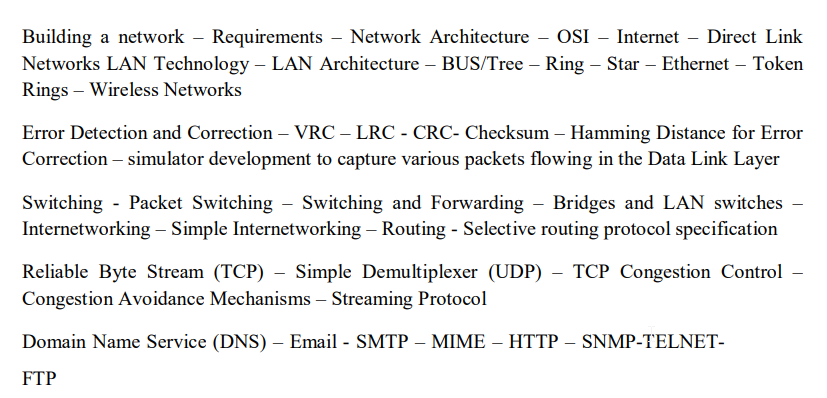 Building a network – Requirements – Network Architecture – OSI – Internet – Direct Link
Networks LAN Technology – LAN Architecture – BUS/Tree – Ring – Star – Ethernet – Token
Rings – Wireless Networks
Error Detection and Correction – VRC – LRC - CRC- Checksum – Hamming Distance for Error
Correction – simulator development to capture various packets flowing in the Data Link Layer
Switching - Packet Switching – Switching and Forwarding – Bridges and LAN switches –
Internetworking – Simple Internetworking – Routing - Selective routing protocol specification
Reliable Byte Stream (TCP) – Simple Demultiplexer (UDP) – TCP Congestion Control –
Congestion Avoidance Mechanisms – Streaming Protocol
Domain Name Service (DNS) – Email - SMTP – MIME – HTTP – SNMP-TELNET-
FTP